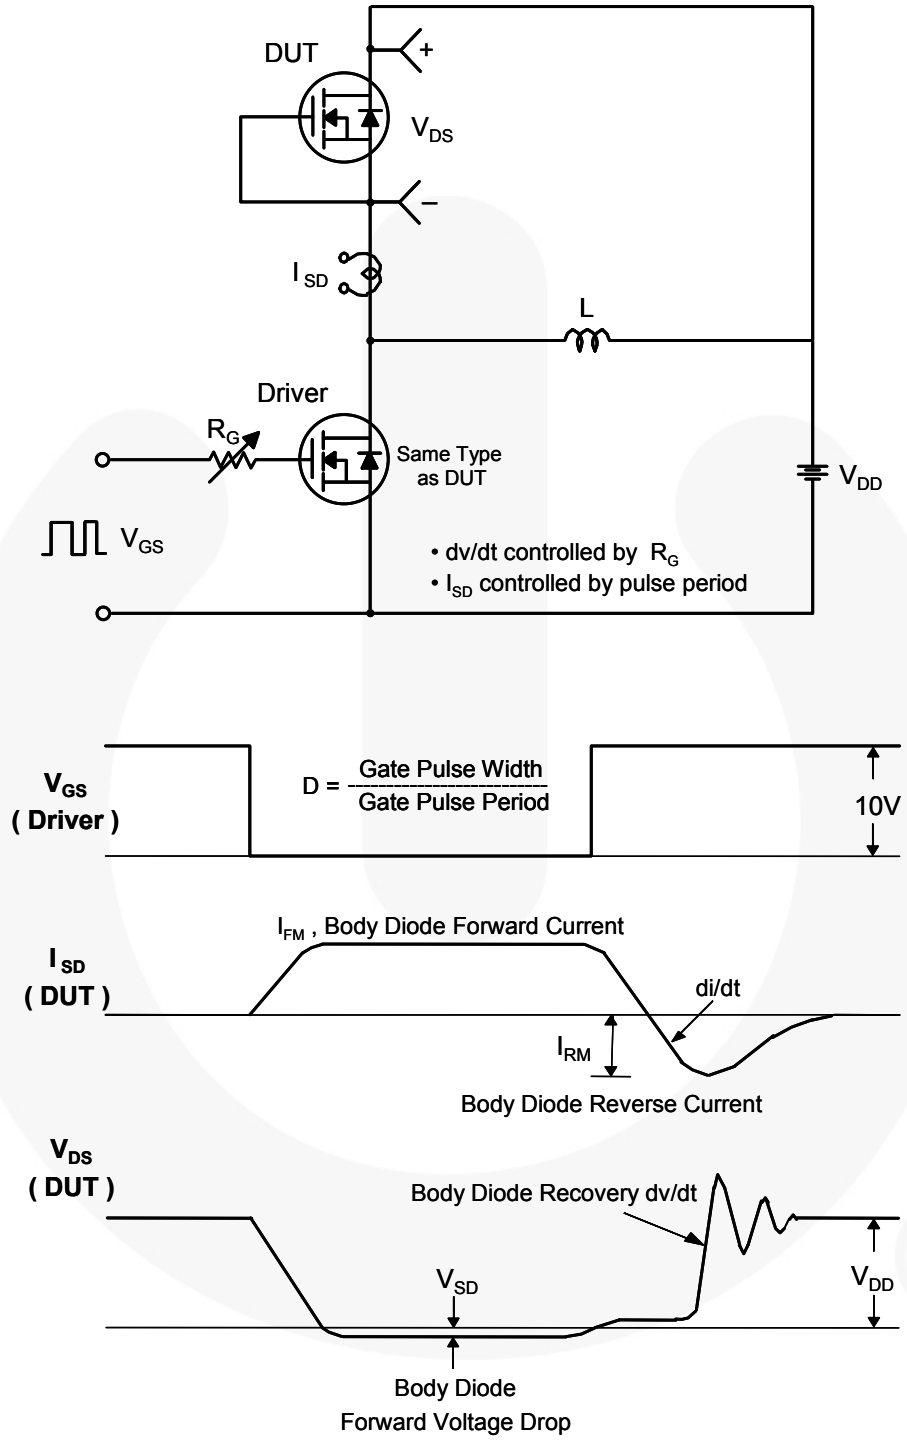 DUT
+
V_DS
−
I_SD
L
Driver
R_G
Same Type
as DUT
V_DD
V_GS
• dv/dt controlled by R_G
• I_SD controlled by pulse period
V_GS
( Driver )
D = Gate Pulse Width
Gate Pulse Period
10V
I_FM , Body Diode Forward Current
I_SD
( DUT )
di/dt
I_RM
Body Diode Reverse Current
V_DS
( DUT )
Body Diode Recovery dv/dt
V_SD
V_DD
Body Diode
Forward Voltage Drop